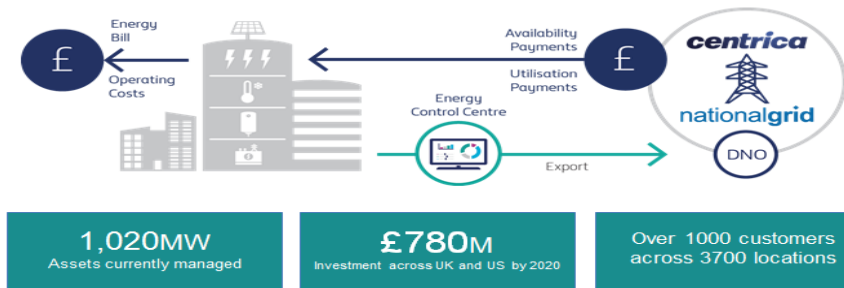 Energy
Bill
£
Operating
Costs
Availability
Payments
£
Utilisation
Payments
centrica
nationalgrid
DNO
Energy
Control Centre
Export
1,020MW
Assets currently managed
£780M
Investment across UK and US by 2020
Over 1000 customers
across 3700 locations